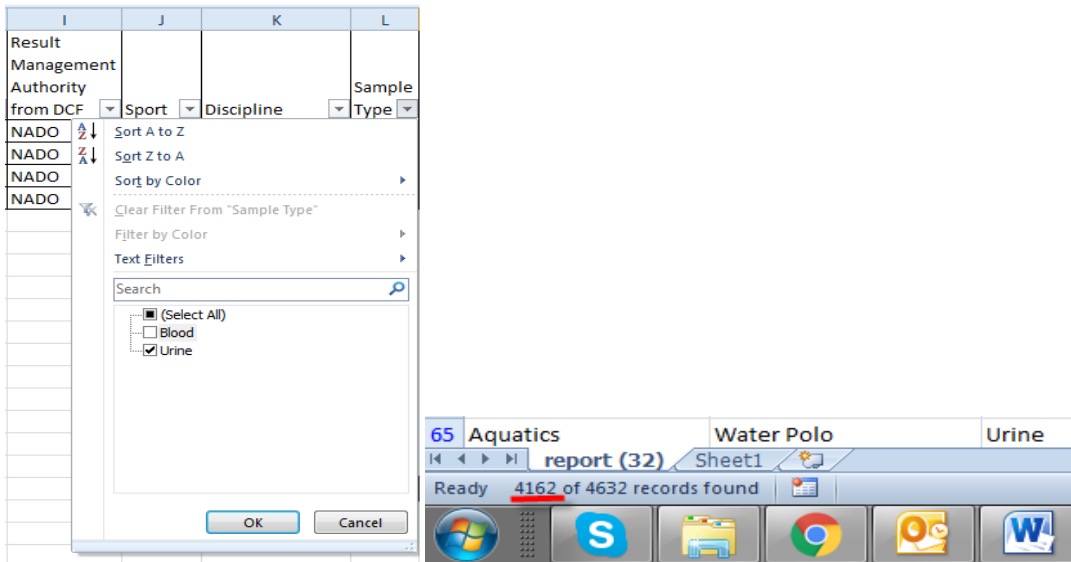 I J K L
Result
Management
Authority Sample
from DCF Sport Discipline Type
NADO
NADO
NADO
NADO
Sort A to Z
Sort Z to A
Sort by Color
Clear Filter From "Sample Type"
Filter by Color
Text Filters
Search
(Select All)
Blood
Urine
OK Cancel
65 Aquatics Water Polo Urine
report (32) Sheet1
Ready 4162 of 4632 records found